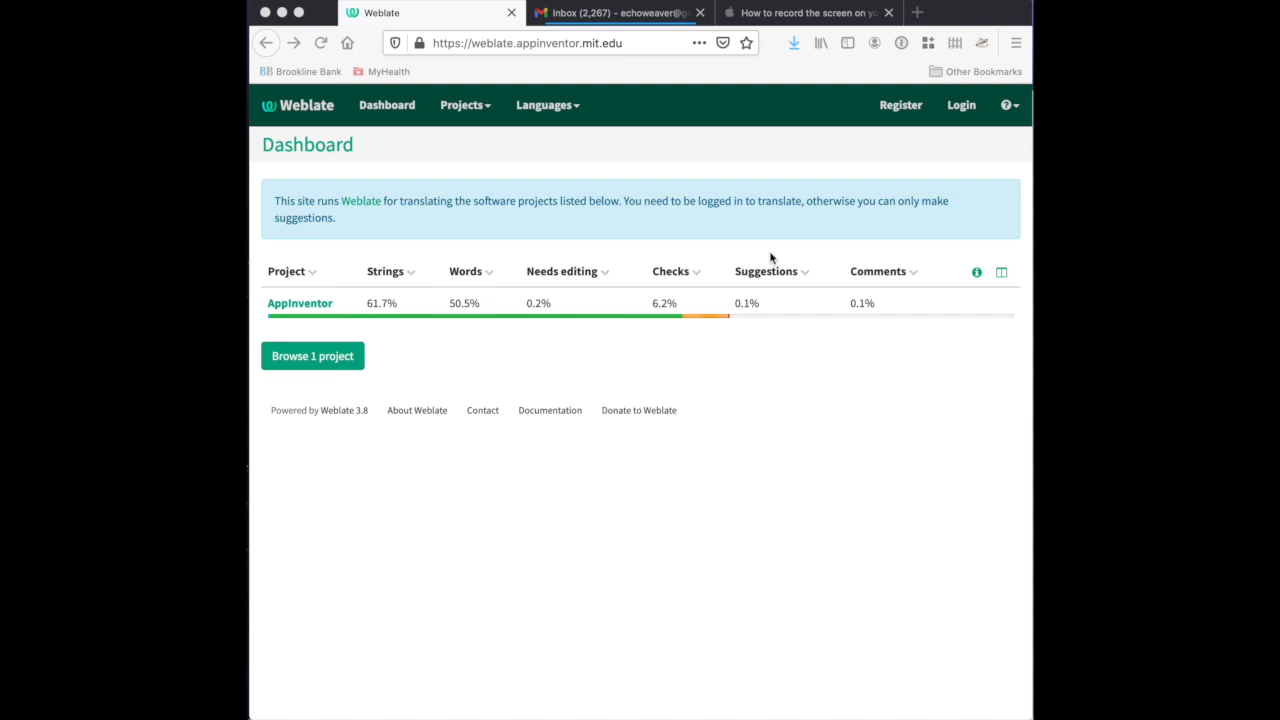 Weblate
Inbox (2,267) - echoweaver@g
How to record the screen on yo
https://weblate.appinventor.mit.edu
BB Brookline Bank
MyHealth
Other Bookmarks
Weblate
Dashboard
Projects
Languages
Register
Login
Dashboard
This site runs Weblate for translating the software projects listed below. You need to be logged in to translate, otherwise you can only make
suggestions.
Project
Strings
Words
Needs editing
Checks
Suggestions
Comments
AppInventor
61.7%
50.5%
0.2%
6.2%
0.1%
0.1%
Browse 1 project
Powered by Weblate 3.8
About Weblate
Contact
Documentation
Donate to Weblate